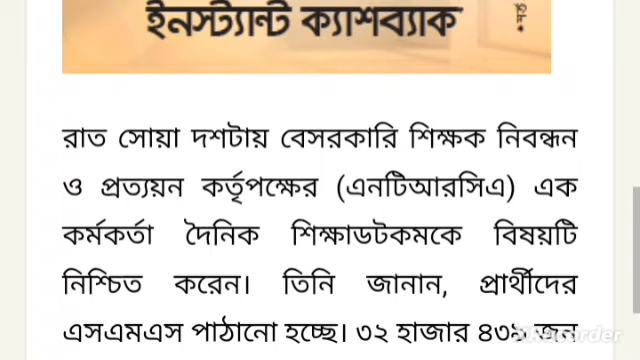 ইনস্ট্যান্ট ক্যাশব্যাক
রাত সোয়া দশটায় বেসরকারি শিক্ষক নিবন্ধন
ও প্রত্যয়ন কর্তৃপক্ষের (এনটিআরসিএ) এক
কর্মকর্তা দৈনিক শিক্ষাডটকমকে বিষয়টি
নিশ্চিত করেন। তিনি জানান, প্রার্থীদের
এসএমএস পাঠানো হচ্ছে। ৩২ হাজার জন